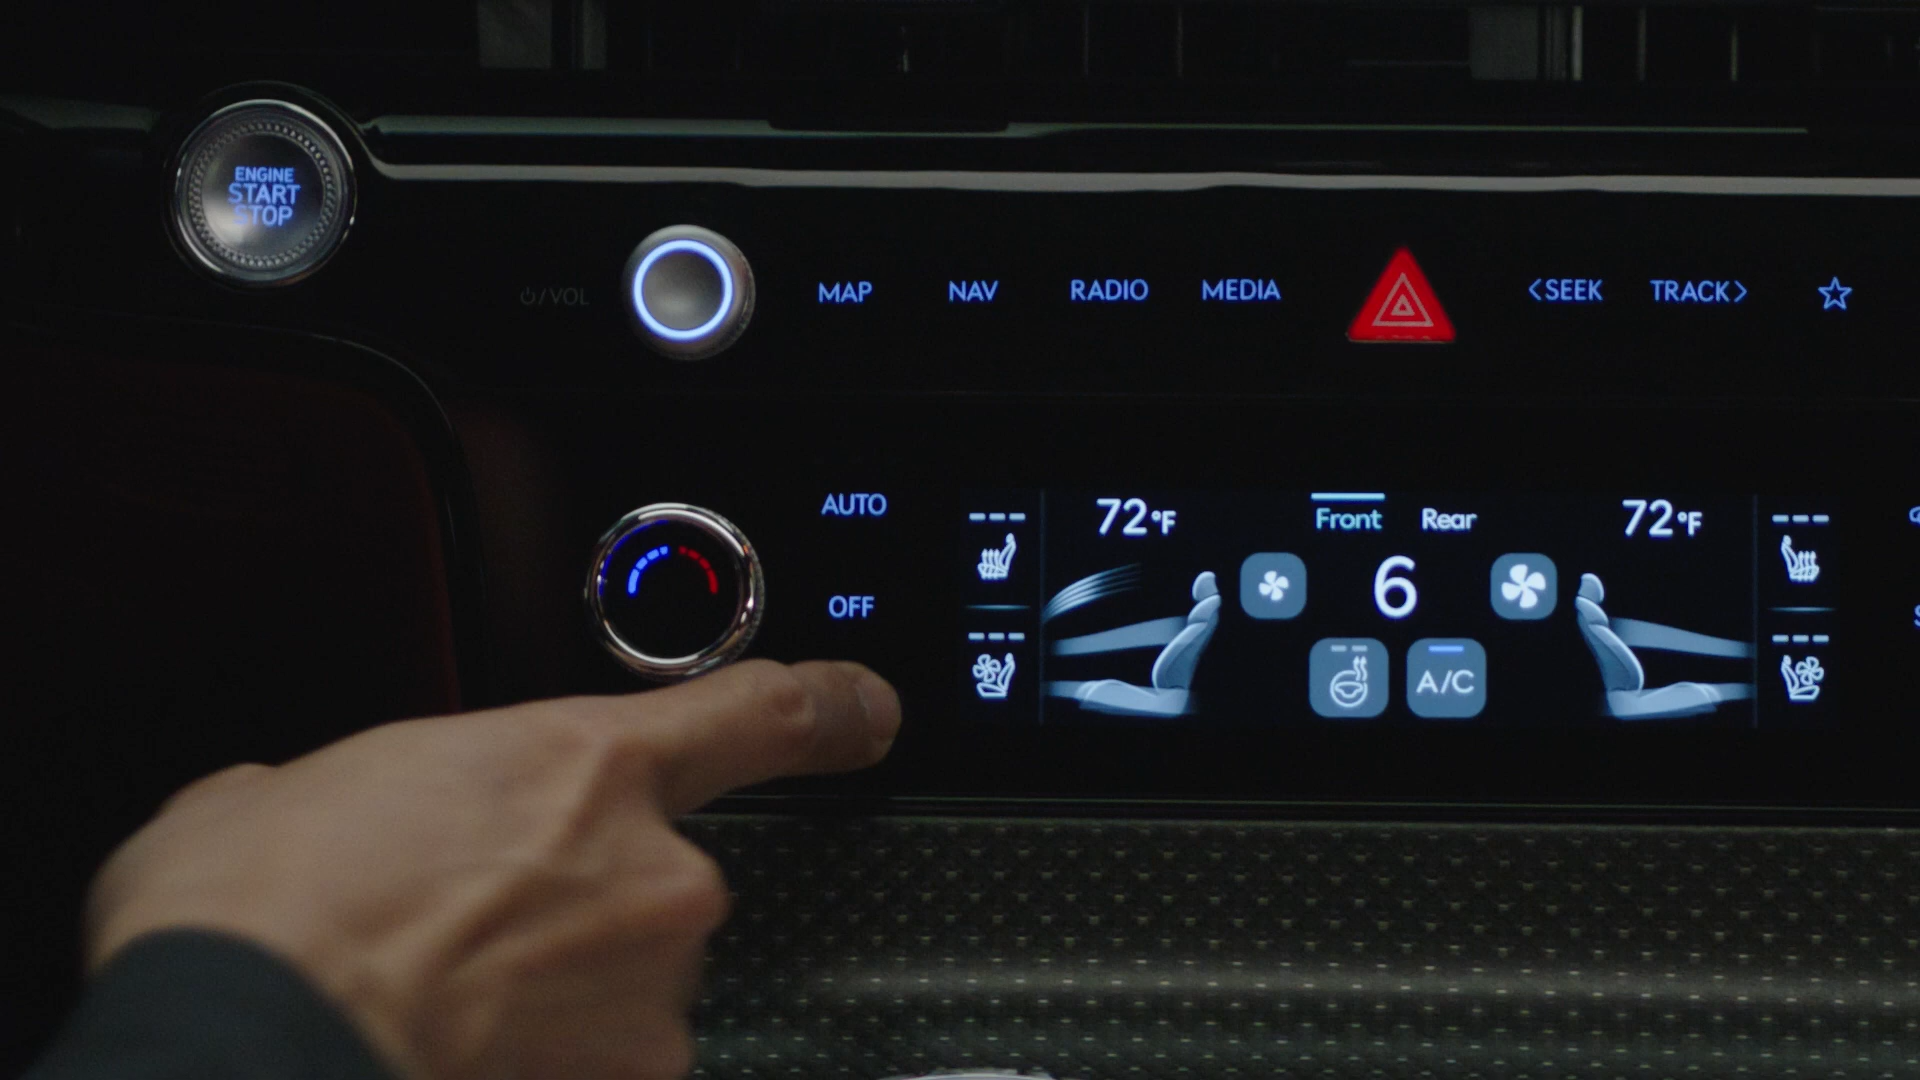 ENGINE
START
STOP
/VOL
MAP NAV RADIO MEDIA <SEEK TRACK>
AUTO
OFF
72°F Front Rear 72°F
6
A/C